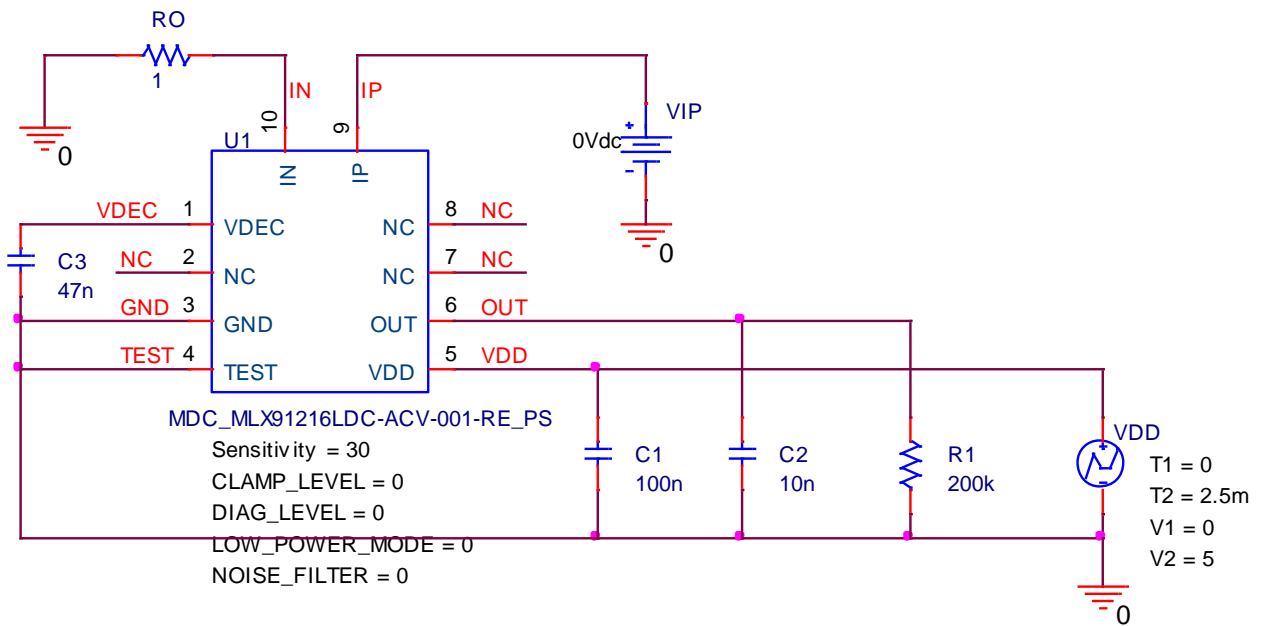 RO
1
IN
IP
10
9
VIP
0Vdc
0
U1
IN
IP
0
VDEC 1
VDEC
NC
8 NC
C3
47n
NC 2
NC
NC
7 NC
GND 3
GND
OUT
6 OUT
TEST 4
TEST
VDD
5 VDD
MDC_MLX91216LDC-ACV-001-RE_PS
Sensitivity = 30
CLAMP_LEVEL = 0
DIAG_LEVEL = 0
LOW_POWER_MODE = 0
NOISE_FILTER = 0
C1
100n
C2
10n
R1
200k
VDD
T1 = 0
T2 = 2.5m
V1 = 0
V2 = 5
0